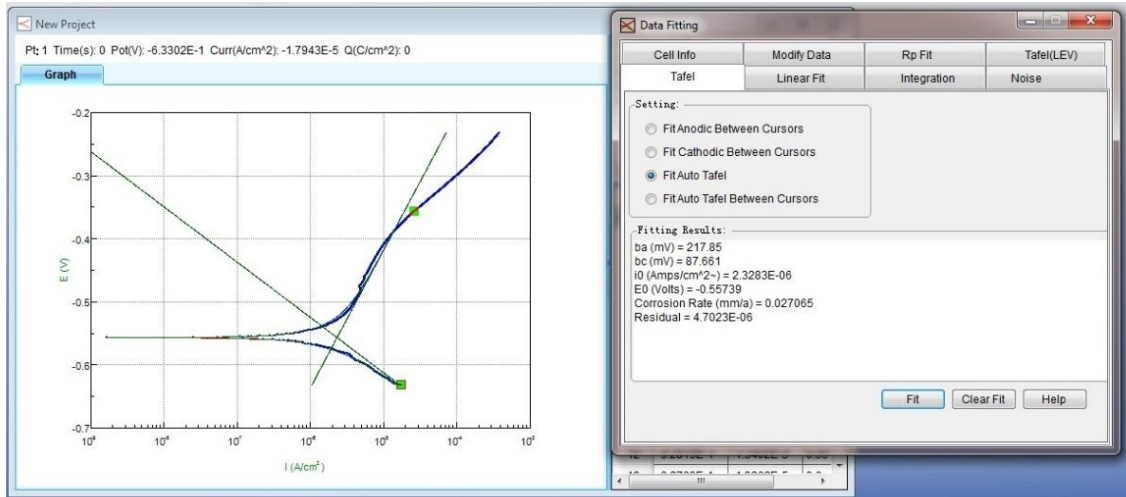 New Project
Pt: 1 Time(s): 0 Pot(V): -6.3302E-1 Curr(A/cm^2): -1.7943E-5 Q(C/cm^2): 0
Graph
-0.2
-0.3
-0.4
-0.5
-0.6
-0.7
E (V)
I (A/cm²)
Data Fitting
Cell Info
Modify Data
Rp Fit
Tafel(LEV)
Tafel
Linear Fit
Integration
Noise
Setting:
Fit Anodic Between Cursors
Fit Cathodic Between Cursors
Fit Auto Tafel
Fit Auto Tafel Between Cursors
Fitting Results:
ba (mV) = 217.85
bc (mV) = 87.661
i0 (Amps/cm^2~) = 2.3283E-06
E0 (Volts) = -0.55739
Corrosion Rate (mm/a) = 0.027065
Residual = 4.7023E-06
Fit
Clear Fit
Help